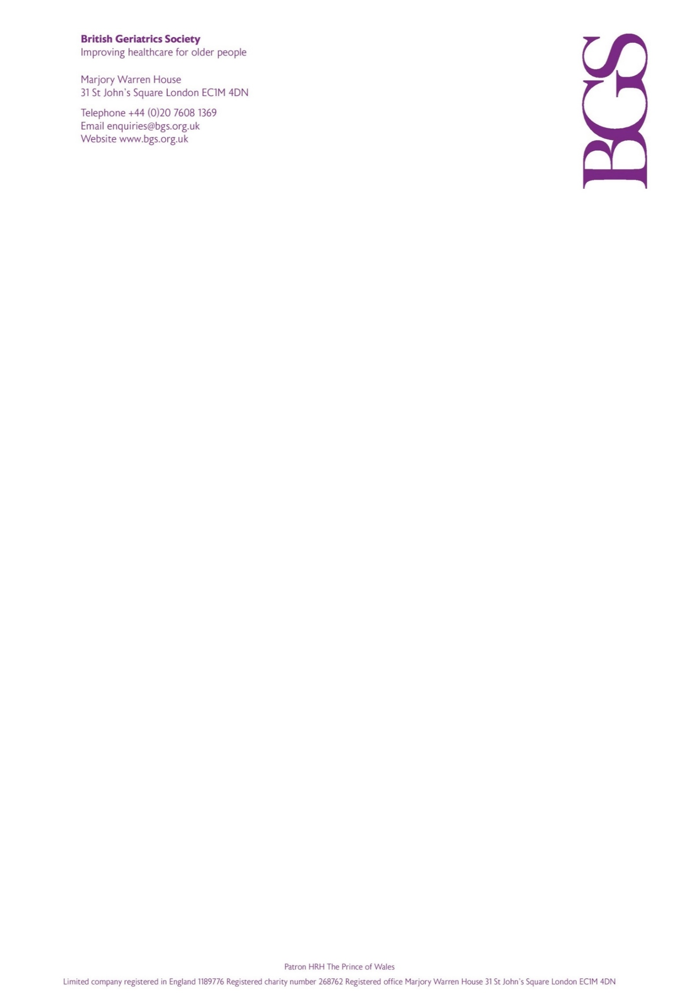 British Geriatrics Society
Improving healthcare for older people
Marjory Warren House
31 St John's Square London EC1M 4DN
Telephone +44 (0)20 7608 1369
Email enquiries@bgs.org.uk
Website www.bgs.org.uk
BGS
Patron HRH The Prince of Wales
Limited company registered in England 1189776 Registered charity number 268762 Registered office Marjory Warren House 31 St John's Square London EC1M 4DN